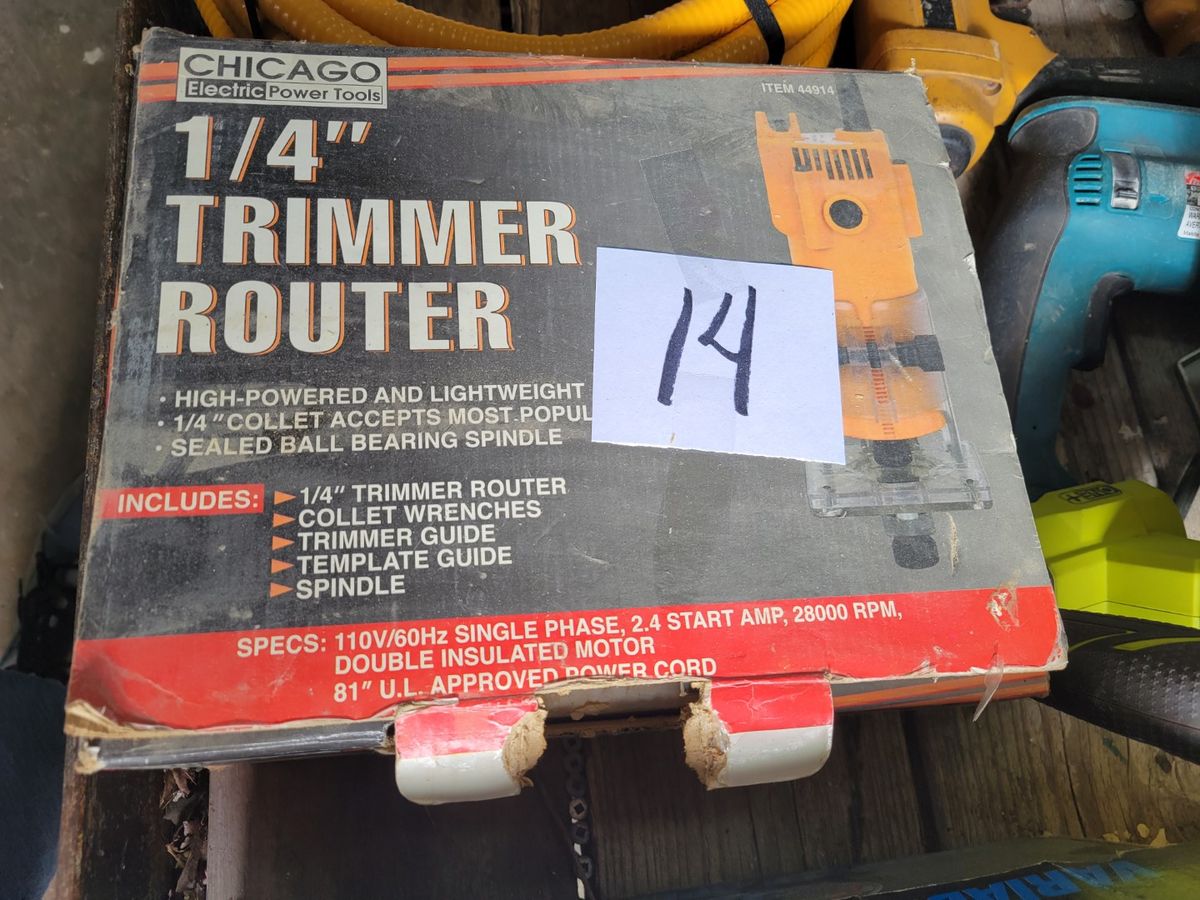 CHICAGO
Electric Power Tools
ITEM 44914
1/4"
TRIMMER
ROUTER
14
• HIGH-POWERED AND LIGHTWEIGHT
• 1/4 " COLLET ACCEPTS MOST POPUL
• SEALED BALL BEARING SPINDLE
INCLUDES:
1/4" TRIMMER ROUTER
COLLET WRENCHES
TRIMMER GUIDE
TEMPLATE GUIDE
SPINDLE
SPECS: 110V/60Hz SINGLE PHASE, 2.4 START AMP, 28000 RPM,
DOUBLE INSULATED MOTOR
81" U.L. APPROVED POWER CORD
VARIAB